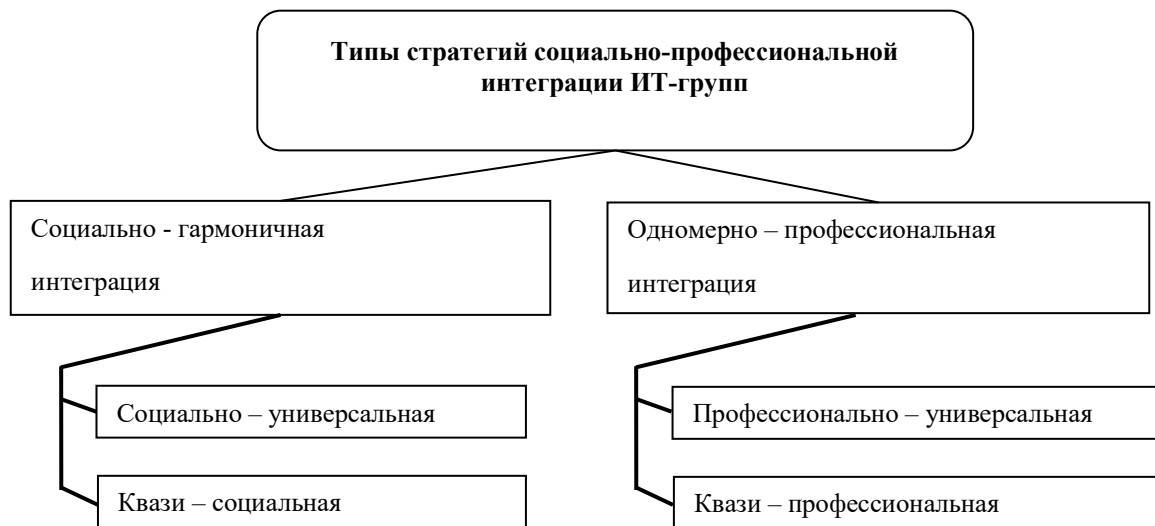 Типы стратегий социально-профессиональной
интеграции ИТ-групп
Социально - гармоничная
интеграция
Одномерно – профессиональная
интеграция
Социально – универсальная
Квази – социальная
Профессионально – универсальная
Квази – профессиональная